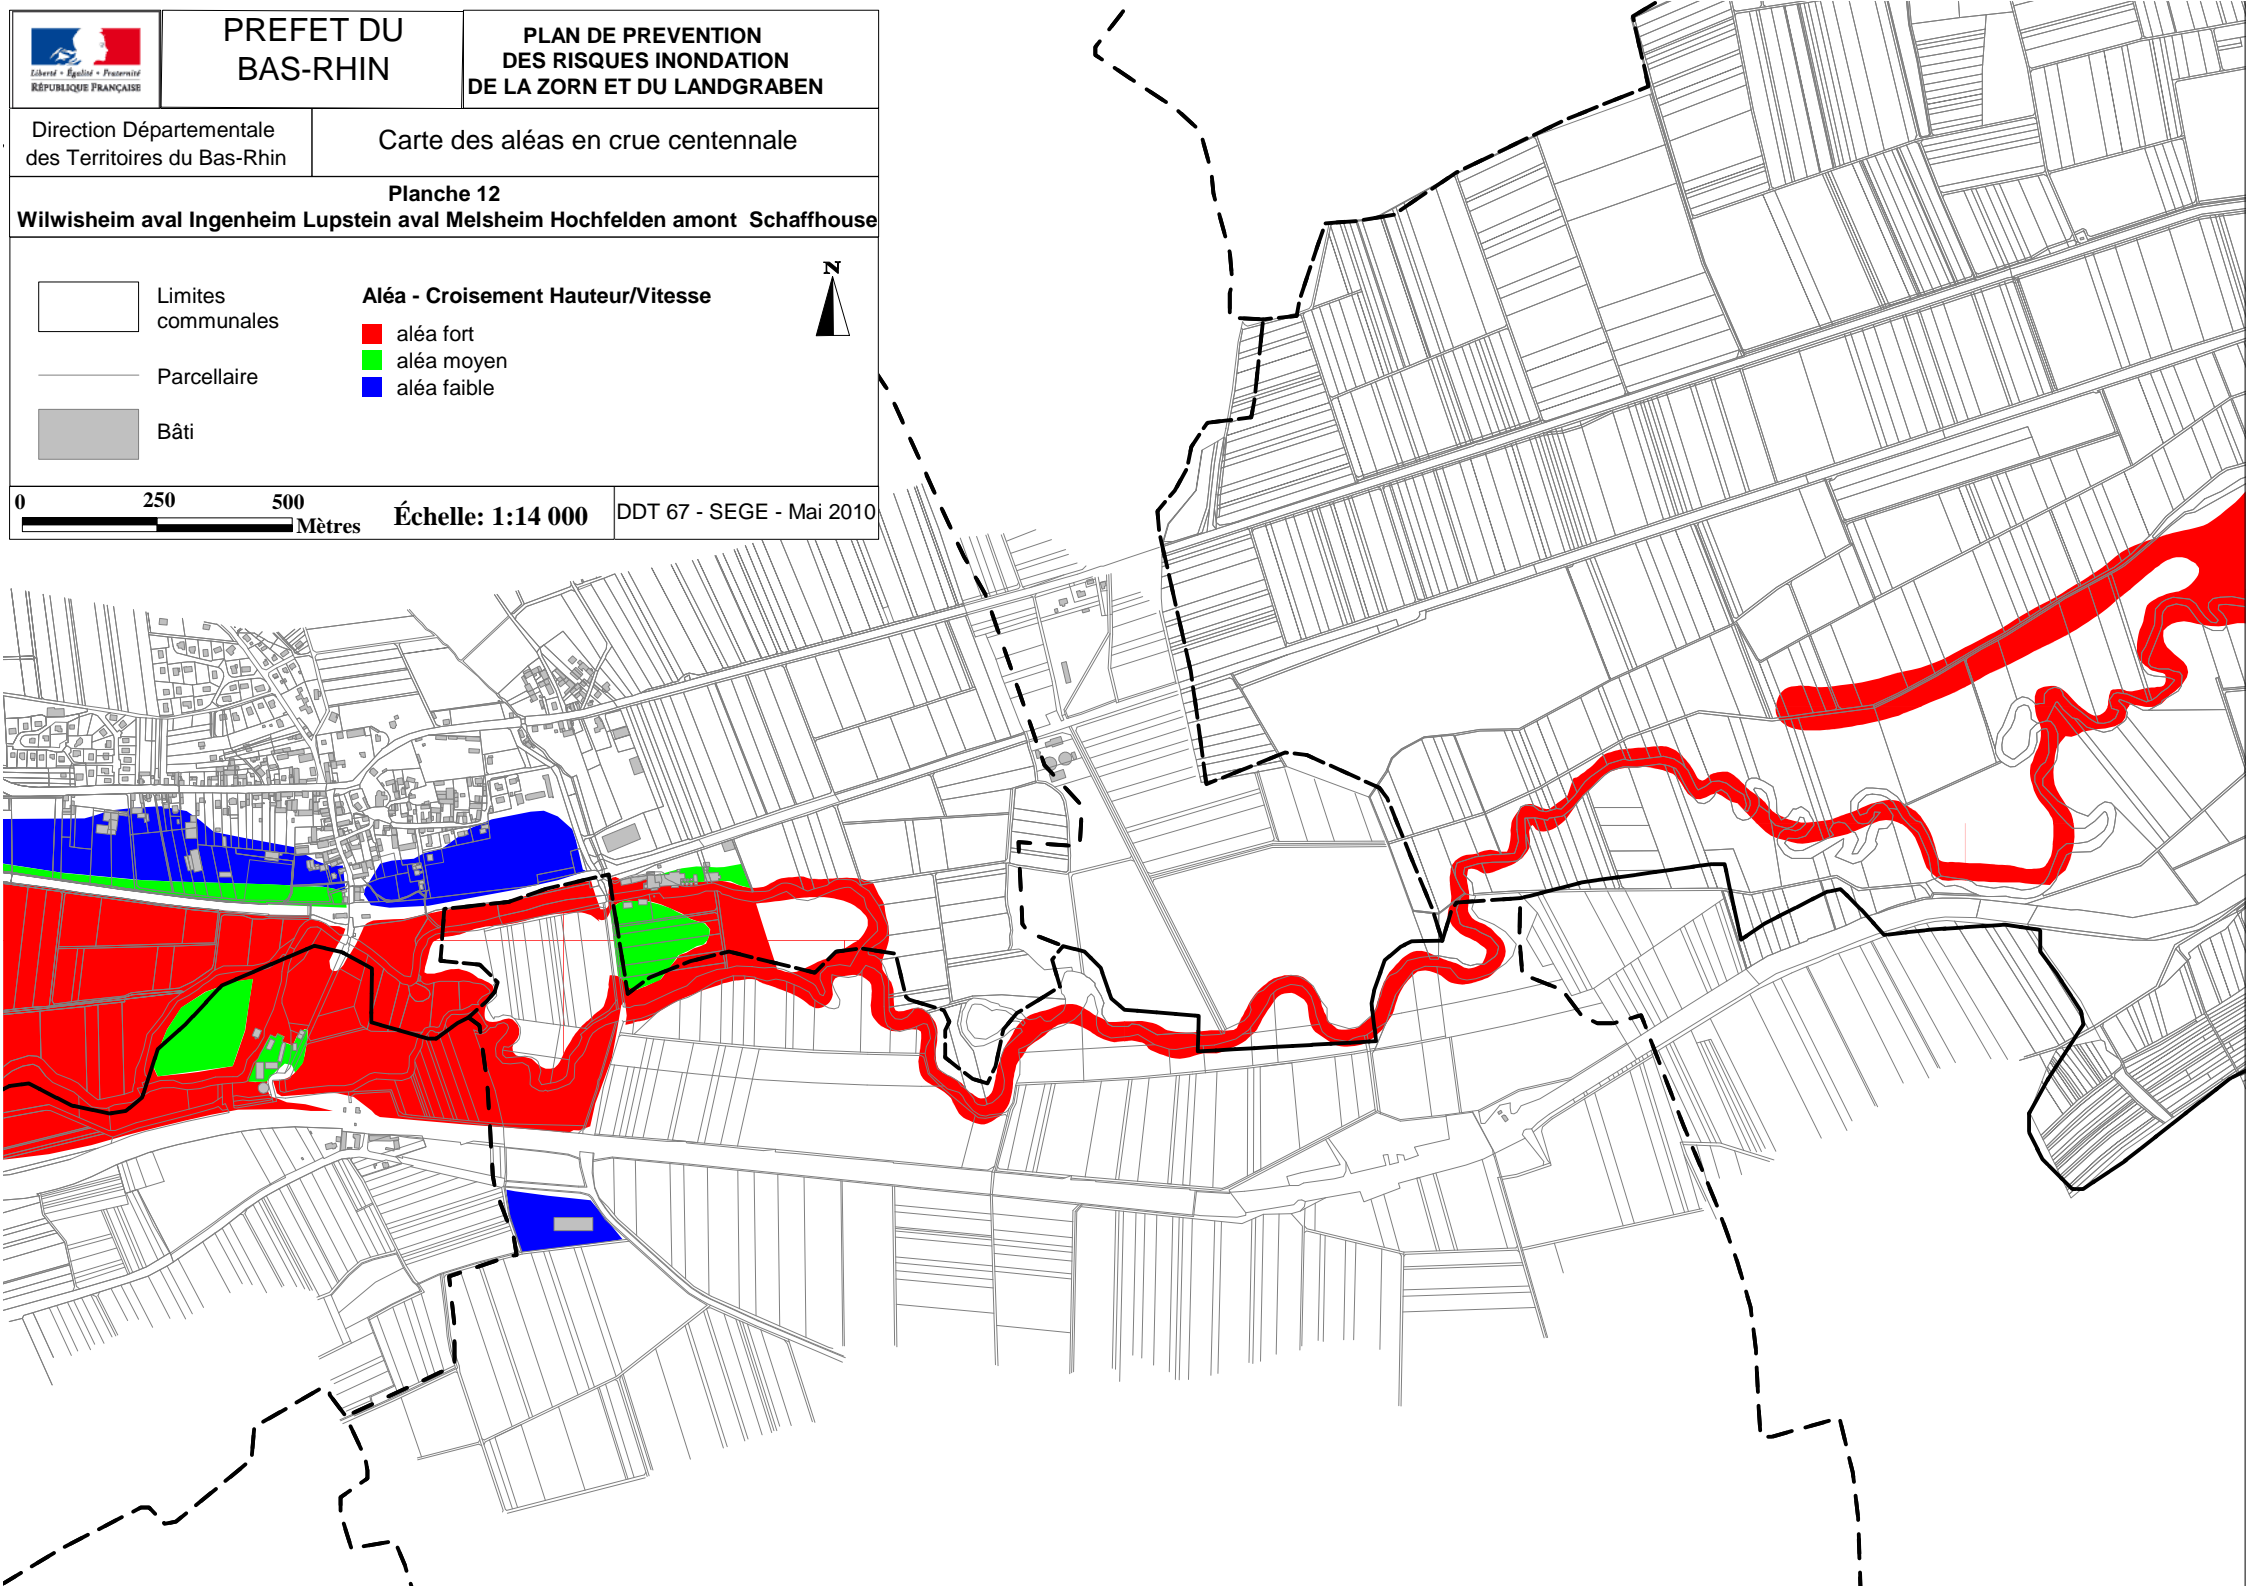 Liberté • Égalité • Fraternité
RÉPUBLIQUE FRANÇAISE
PREFET DU
BAS-RHIN
PLAN DE PREVENTION
DES RISQUES INONDATION
DE LA ZORN ET DU LANDGRABEN
Direction Départementale
des Territoires du Bas-Rhin
Carte des aléas en crue centennale
Planche 12
Wilwisheim aval Ingenheim Lupstein aval Melsheim Hochfelden amont Schaffhouse
Limites
communales
Parcellaire
Bâti
Aléa - Croisement Hauteur/Vitesse
aléa fort
aléa moyen
aléa faible
N
0 250 500
Mètres
Échelle: 1:14 000
DDT 67 - SEGE - Mai 2010